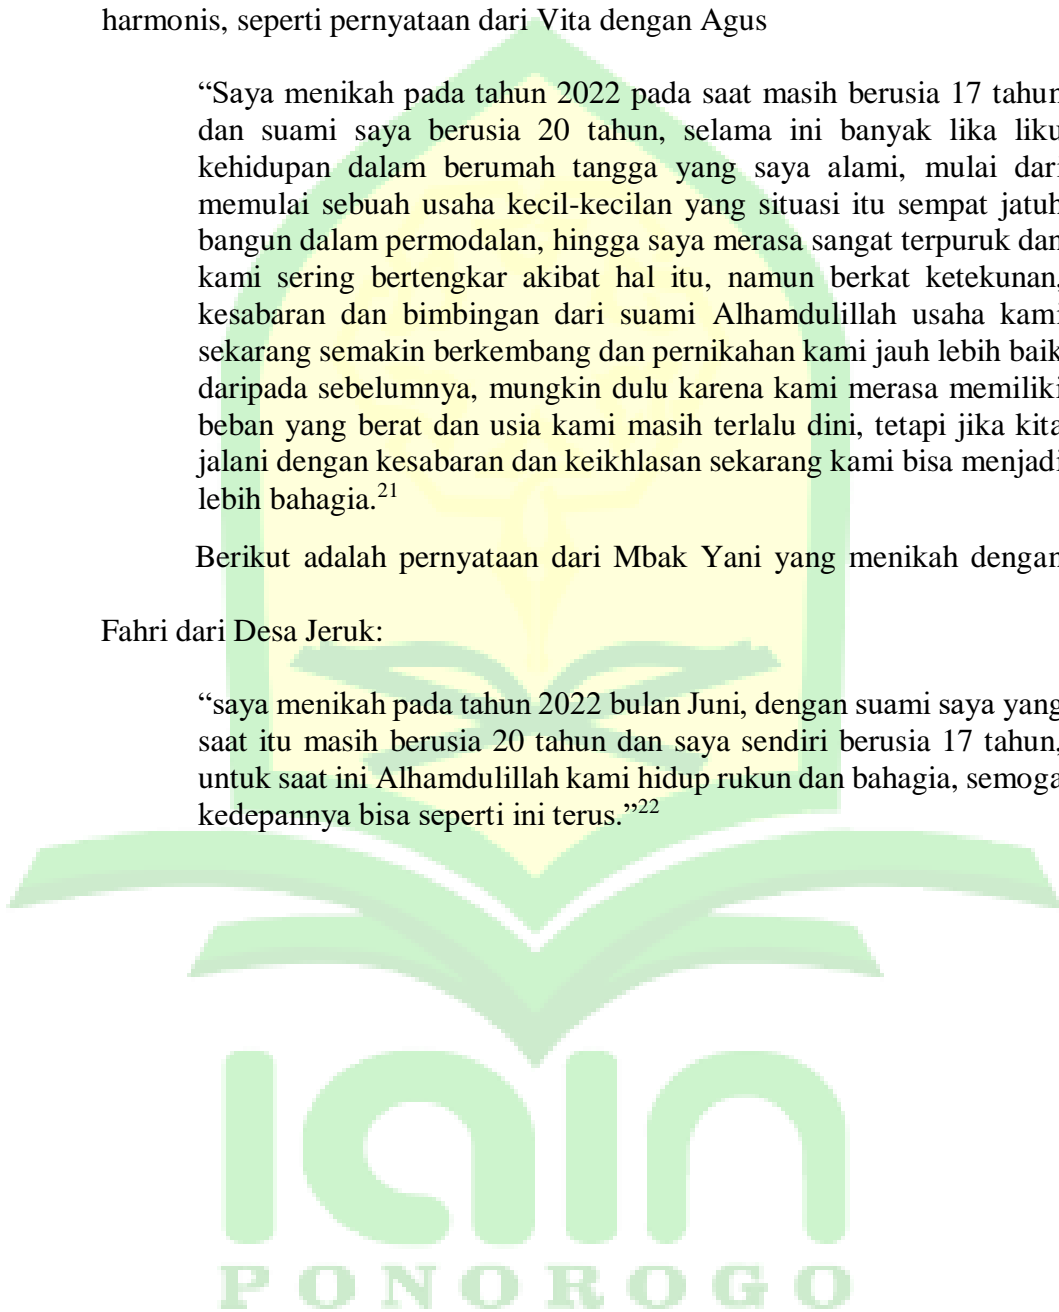 harmonis, seperti pernyataan dari Vita dengan Agus
“Saya menikah pada tahun 2022 pada saat masih berusia 17 tahun
dan suami saya berusia 20 tahun, selama ini banyak lika liku
kehidupan dalam berumah tangga yang saya alami, mulai dari
memulai sebuah usaha kecil-kecilan yang situasi itu sempat jatuh
bangun dalam permodalan, hingga saya merasa sangat terpuruk dan
kami sering bertengkar akibat hal itu, namun berkat ketekunan,
kesabaran dan bimbingan dari suami Alhamdulillah usaha kami
sekarang semakin berkembang dan pernikahan kami jauh lebih baik
daripada sebelumnya, mungkin dulu karena kami merasa memiliki
beban yang berat dan usia kami masih terlalu dini, tetapi jika kita
jalani dengan kesabaran dan keikhlasan sekarang kami bisa menjadi
lebih bahagia.21
Berikut adalah pernyataan dari Mbak Yani yang menikah dengan
Fahri dari Desa Jeruk:
“saya menikah pada tahun 2022 bulan Juni, dengan suami saya yang
saat itu masih berusia 20 tahun dan saya sendiri berusia 17 tahun,
untuk saat ini Alhamdulillah kami hidup rukun dan bahagia, semoga
kedepannya bisa seperti ini terus.”22
IAIN
PONOROGO